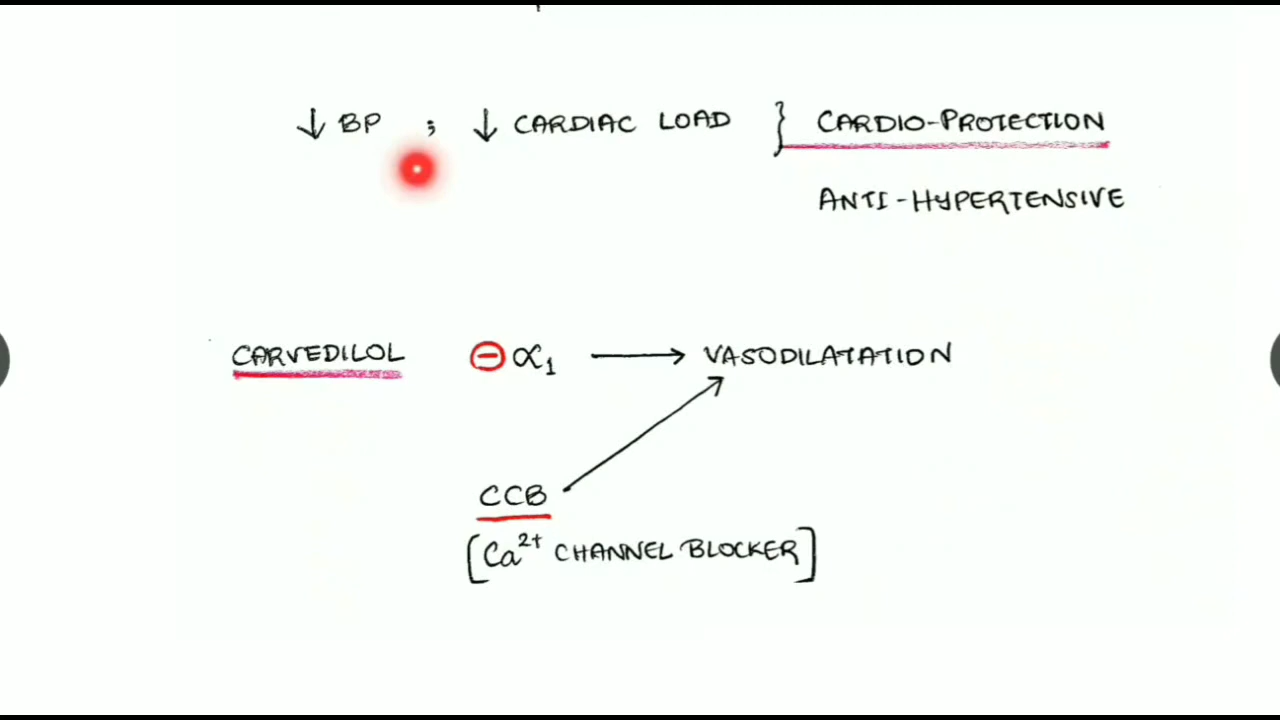 ↓ BP ; ↓ CARDIAC LOAD } CARDIO-PROTECTION
ANTI-HYPERTENSIVE
CARVEDILOL ⊖ α1 → VASODILATATION
CCB
[Ca2+ CHANNEL BLOCKER]